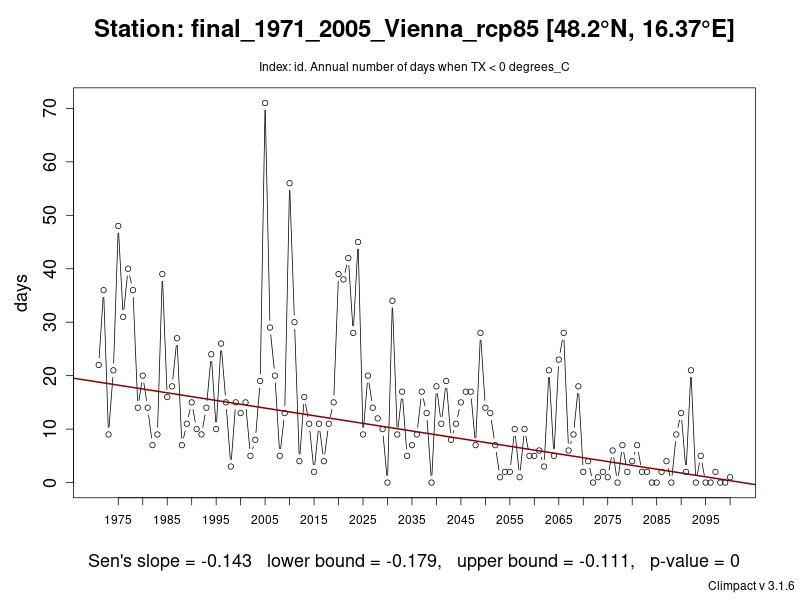 Station: final_1971_2005_Vienna_rcp85 [48.2°N, 16.37°E]
Index: id. Annual number of days when TX < 0 degrees_C
70
60
50
40
30
20
10
0
days
1975 1985 1995 2005 2015 2025 2035 2045 2055 2065 2075 2085 2095
Sen's slope = -0.143 lower bound = -0.179, upper bound = -0.111, p-value = 0
Climpact v 3.1.6